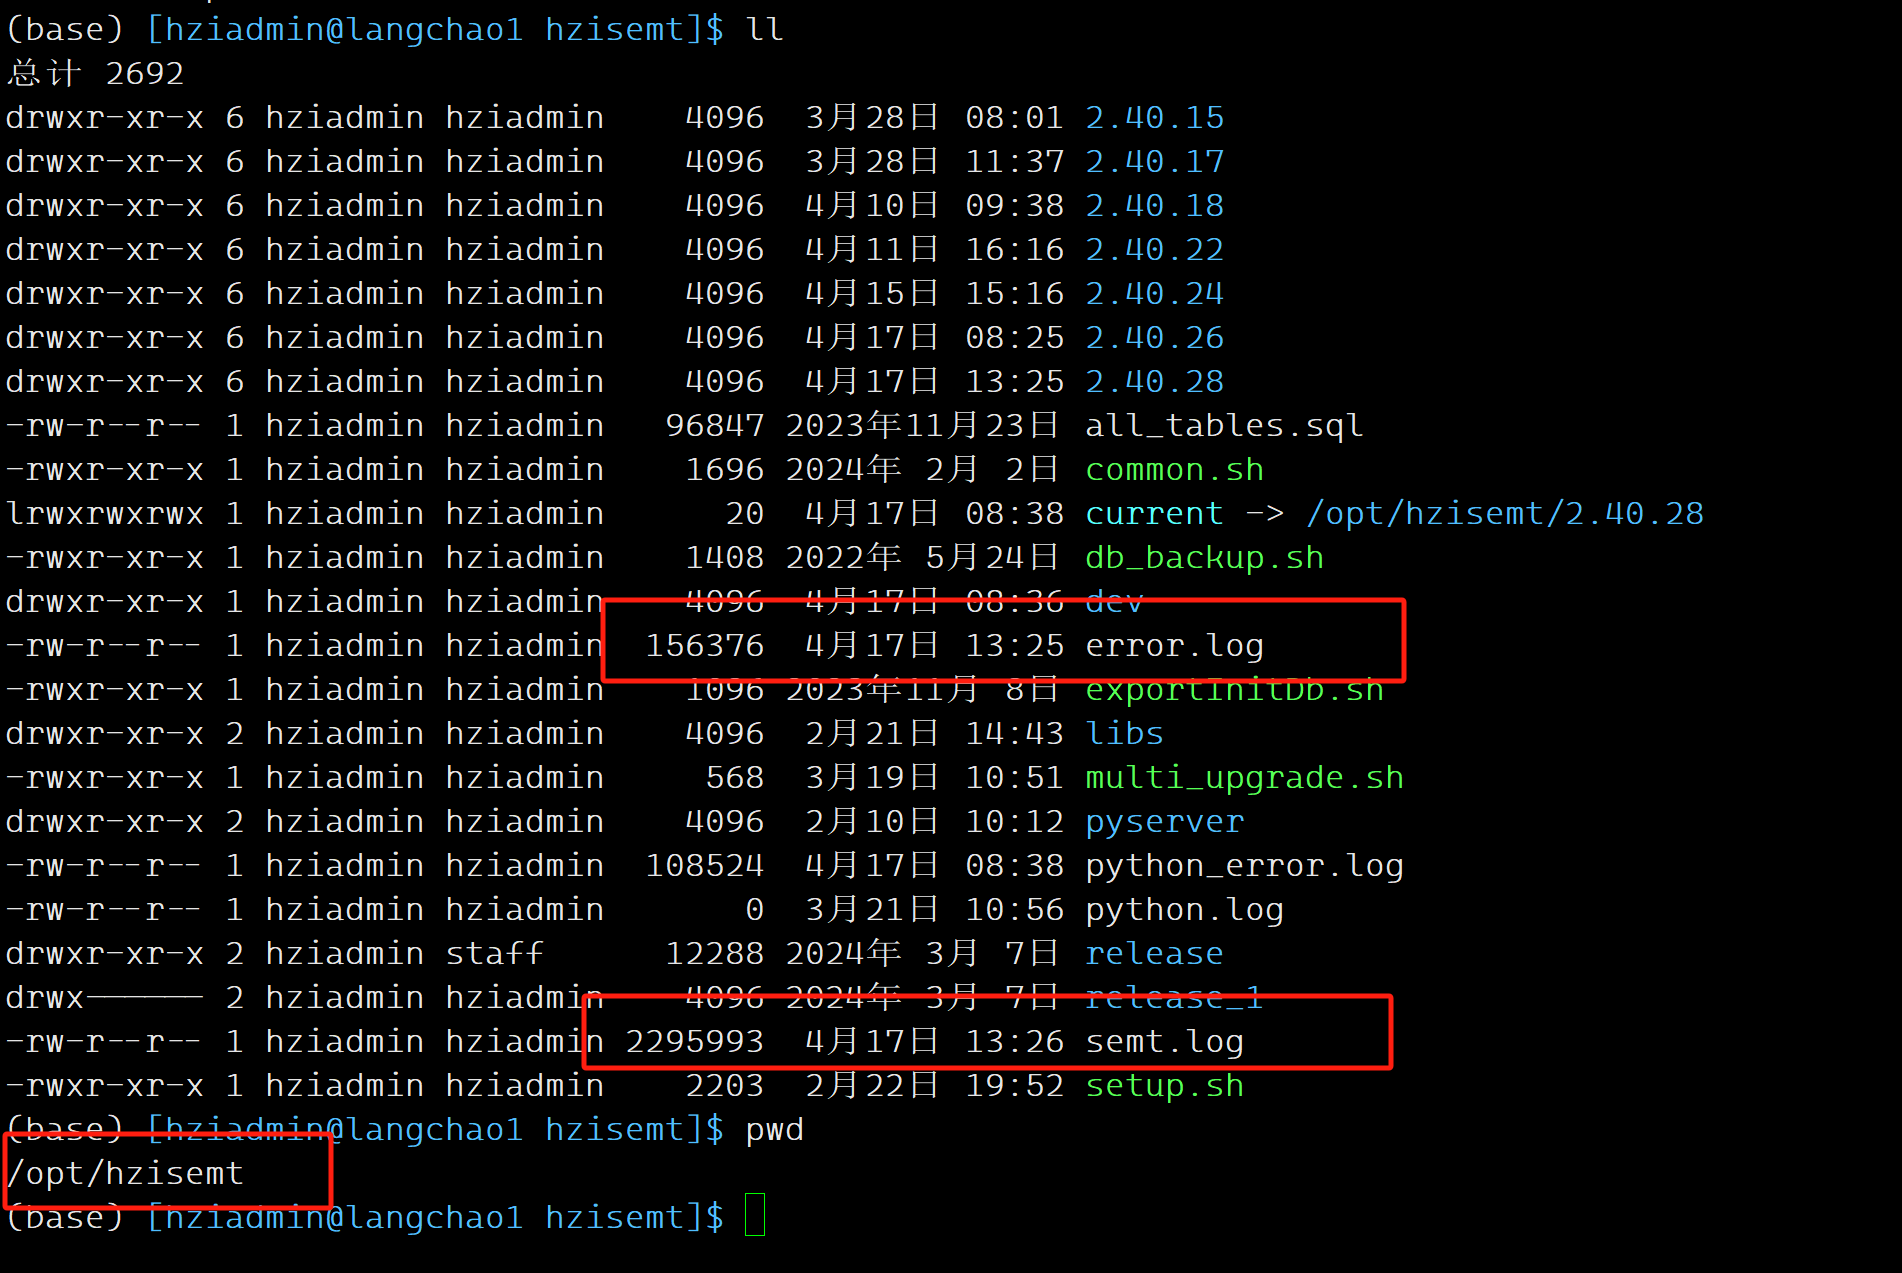 (base) [hziadmin@langchao1 hzisemt]$ ll
总计 2692
drwxr-xr-x 6 hziadmin hziadmin    4096  3月28日 08:01 2.40.15
drwxr-xr-x 6 hziadmin hziadmin    4096  3月28日 11:37 2.40.17
drwxr-xr-x 6 hziadmin hziadmin    4096  4月10日 09:38 2.40.18
drwxr-xr-x 6 hziadmin hziadmin    4096  4月11日 16:16 2.40.22
drwxr-xr-x 6 hziadmin hziadmin    4096  4月15日 15:16 2.40.24
drwxr-xr-x 6 hziadmin hziadmin    4096  4月17日 08:25 2.40.26
drwxr-xr-x 6 hziadmin hziadmin    4096  4月17日 13:25 2.40.28
-rw-r--r-- 1 hziadmin hziadmin   96847 2023年11月23日 all_tables.sql
-rwxr-xr-x 1 hziadmin hziadmin    1696 2024年 2月 2日 common.sh
lrwxrwxrwx 1 hziadmin hziadmin      20  4月17日 08:38 current -> /opt/hzisemt/2.40.28
-rwxr-xr-x 1 hziadmin hziadmin    1408 2022年 5月24日 db_backup.sh
drwxr-xr-x 1 hziadmin hziadmin    4096  4月17日 08:36 dev
-rw-r--r-- 1 hziadmin hziadmin  156376  4月17日 13:25 error.log
-rwxr-xr-x 1 hziadmin hziadmin    1096 2023年11月 8日 exportInitDb.sh
drwxr-xr-x 2 hziadmin hziadmin    4096  2月21日 14:43 libs
-rwxr-xr-x 1 hziadmin hziadmin     568  3月19日 10:51 multi_upgrade.sh
drwxr-xr-x 2 hziadmin hziadmin    4096  2月10日 10:12 pyserver
-rw-r--r-- 1 hziadmin hziadmin  108524  4月17日 08:38 python_error.log
-rw-r--r-- 1 hziadmin hziadmin       0  3月21日 10:56 python.log
drwxr-xr-x 2 hziadmin staff      12288 2024年 3月 7日 release
drwx------ 2 hziadmin hziadmin    4096 2024年 3月 7日 release_1
-rw-r--r-- 1 hziadmin hziadmin 2295993  4月17日 13:26 semt.log
-rwxr-xr-x 1 hziadmin hziadmin    2203  2月22日 19:52 setup.sh
(base) [hziadmin@langchao1 hzisemt]$ pwd
/opt/hzisemt
(base) [hziadmin@langchao1 hzisemt]$